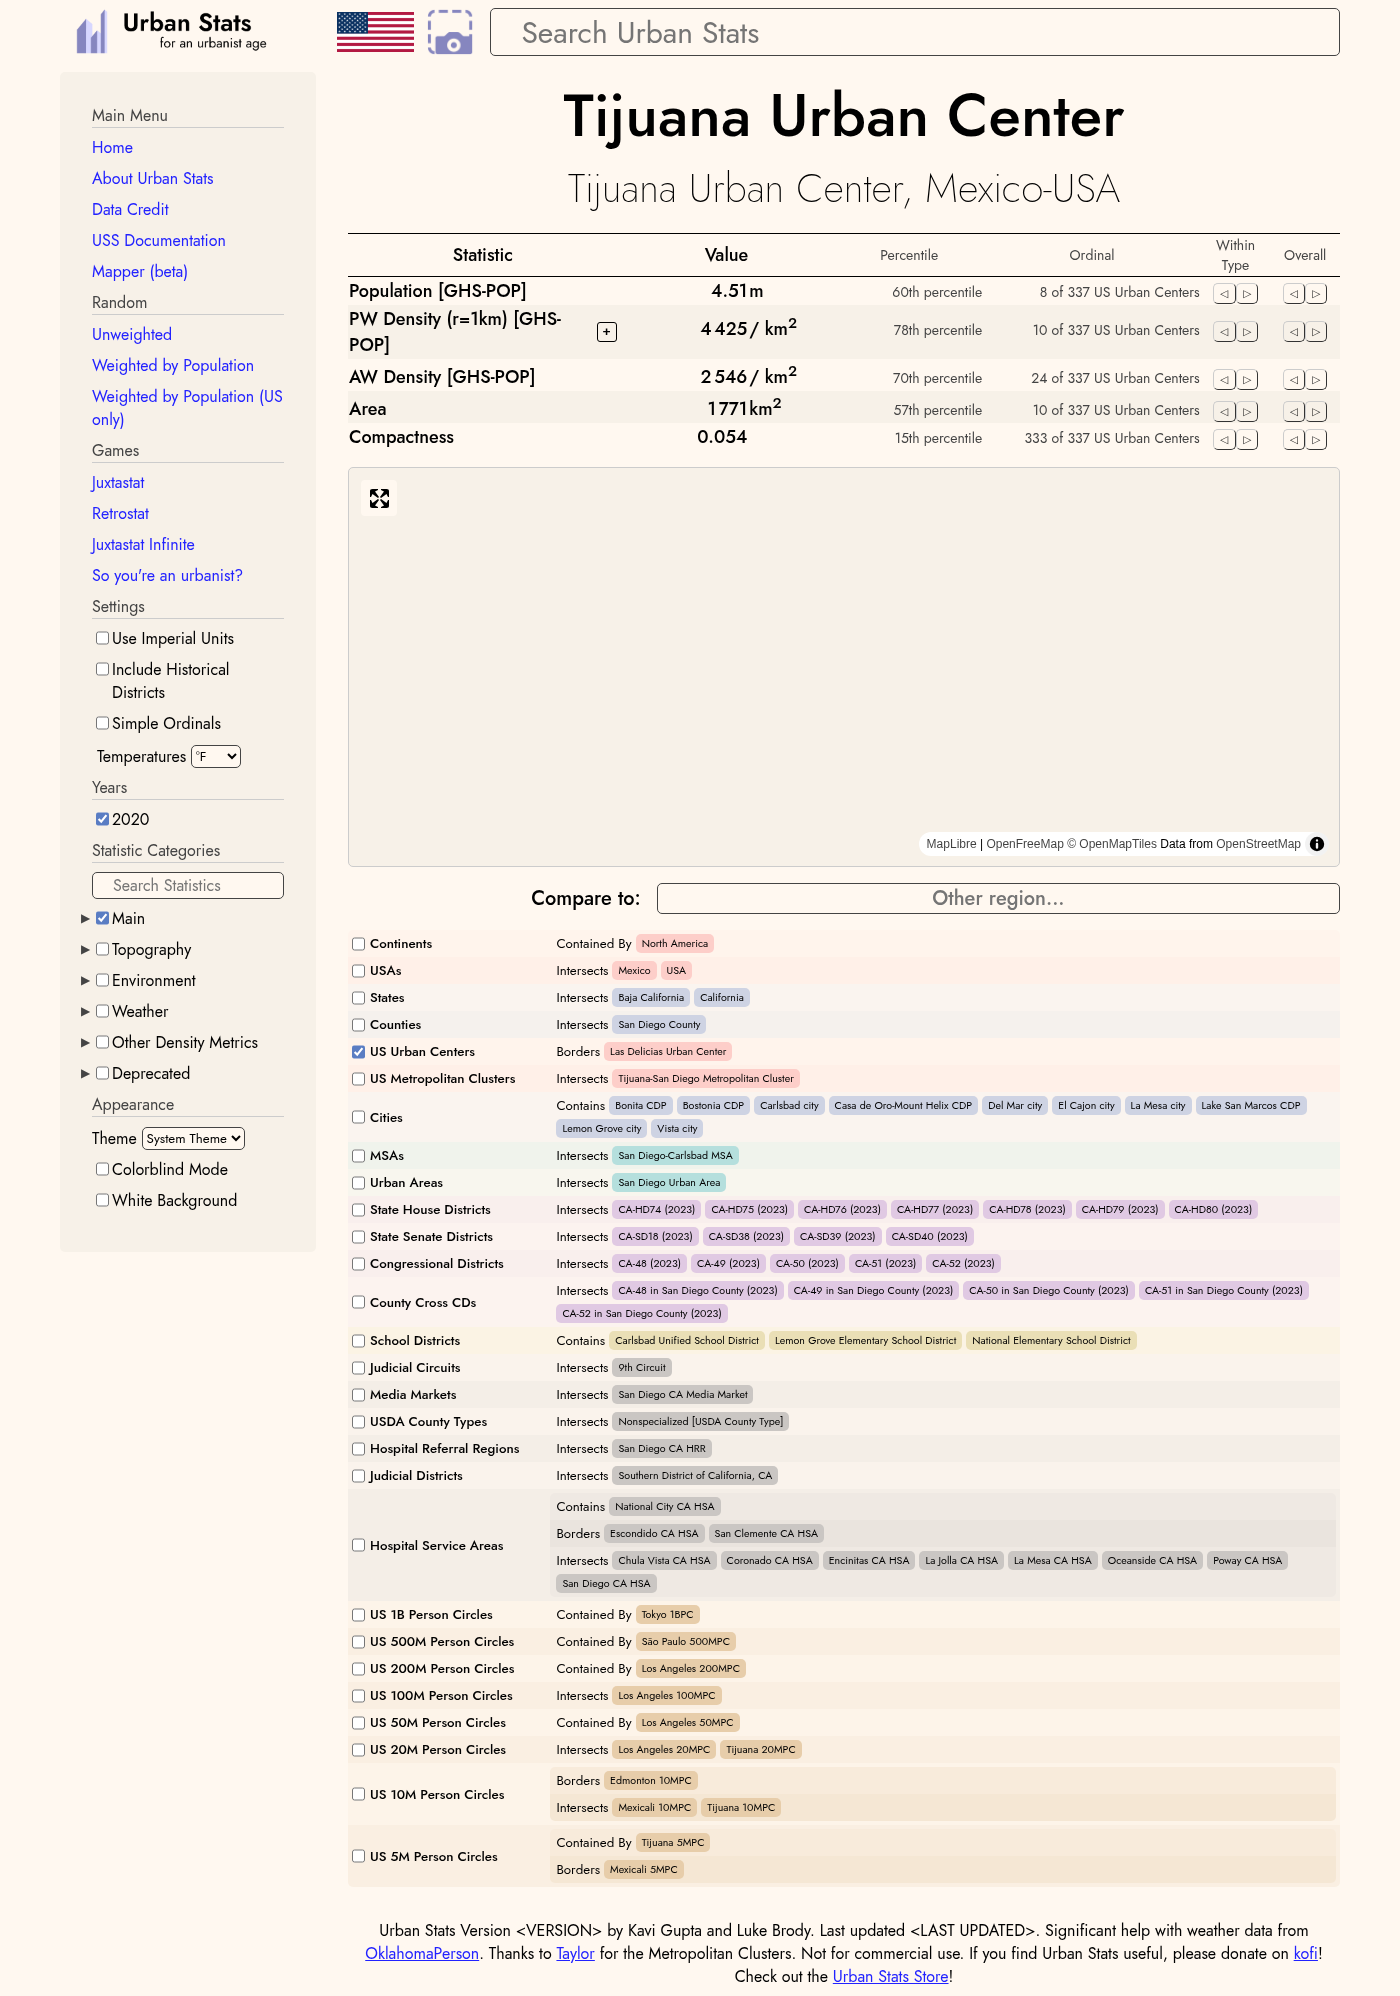 Urban Stats
for an urbanist age
Search Urban Stats
Main Menu
Home
About Urban Stats
Data Credit
USS Documentation
Mapper (beta)
Random
Unweighted
Weighted by Population
Weighted by Population (US
only)
Games
Juxtastat
Retrostat
Juxtastat Infinite
So you're an urbanist?
Settings
Use Imperial Units
Include Historical
Districts
Simple Ordinals
Temperatures °F
Years
2020
Statistic Categories
Search Statistics
Main
Topography
Environment
Weather
Other Density Metrics
Deprecated
Appearance
Theme System Theme
Colorblind Mode
White Background
Tijuana Urban Center
Tijuana Urban Center, Mexico-USA
Statistic Value Percentile Ordinal Within Type Overall
Population [GHS-POP] 4.51m 60th percentile 8 of 337 US Urban Centers
PW Density (r=1km) [GHS-
POP] + 4 425 / km2 78th percentile 10 of 337 US Urban Centers
AW Density [GHS-POP] 2 546 / km2 70th percentile 24 of 337 US Urban Centers
Area 1 771 km2 57th percentile 10 of 337 US Urban Centers
Compactness 0.054 15th percentile 333 of 337 US Urban Centers
MapLibre | OpenFreeMap © OpenMapTiles Data from OpenStreetMap
Compare to: Other region...
Continents Contained By North America
USAs Intersects Mexico USA
States Intersects Baja California California
Counties Intersects San Diego County
US Urban Centers Borders Las Delicias Urban Center
US Metropolitan Clusters Intersects Tijuana-San Diego Metropolitan Cluster
Cities Contains Bonita CDP Bostonia CDP Carlsbad city Casa de Oro-Mount Helix CDP Del Mar city El Cajon city La Mesa city Lake San Marcos CDP
Lemon Grove city Vista city
MSAs Intersects San Diego-Carlsbad MSA
Urban Areas Intersects San Diego Urban Area
State House Districts Intersects CA-HD74 (2023) CA-HD75 (2023) CA-HD76 (2023) CA-HD77 (2023) CA-HD78 (2023) CA-HD79 (2023) CA-HD80 (2023)
State Senate Districts Intersects CA-SD18 (2023) CA-SD38 (2023) CA-SD39 (2023) CA-SD40 (2023)
Congressional Districts Intersects CA-48 (2023) CA-49 (2023) CA-50 (2023) CA-51 (2023) CA-52 (2023)
County Cross CDs Intersects CA-48 in San Diego County (2023) CA-49 in San Diego County (2023) CA-50 in San Diego County (2023) CA-51 in San Diego County (2023)
CA-52 in San Diego County (2023)
School Districts Contains Carlsbad Unified School District Lemon Grove Elementary School District National Elementary School District
Judicial Circuits Intersects 9th Circuit
Media Markets Intersects San Diego CA Media Market
USDA County Types Intersects Nonspecialized [USDA County Type]
Hospital Referral Regions Intersects San Diego CA HRR
Judicial Districts Intersects Southern District of California, CA
Hospital Service Areas
Contains National City CA HSA
Borders Escondido CA HSA San Clemente CA HSA
Intersects Chula Vista CA HSA Coronado CA HSA Encinitas CA HSA La Jolla CA HSA La Mesa CA HSA Oceanside CA HSA Poway CA HSA
San Diego CA HSA
US 1B Person Circles Contained By Tokyo 1BPC
US 500M Person Circles Contained By São Paulo 500MPC
US 200M Person Circles Contained By Los Angeles 200MPC
US 100M Person Circles Intersects Los Angeles 100MPC
US 50M Person Circles Contained By Los Angeles 50MPC
US 20M Person Circles Intersects Los Angeles 20MPC Tijuana 20MPC
US 10M Person Circles
Borders Edmonton 10MPC
Intersects Mexicali 10MPC Tijuana 10MPC
US 5M Person Circles
Contained By Tijuana 5MPC
Borders Mexicali 5MPC
Urban Stats Version <VERSION> by Kavi Gupta and Luke Brody. Last updated <LAST UPDATED>. Significant help with weather data from
OklahomaPerson. Thanks to Taylor for the Metropolitan Clusters. Not for commercial use. If you find Urban Stats useful, please donate on kofi!
Check out the Urban Stats Store!